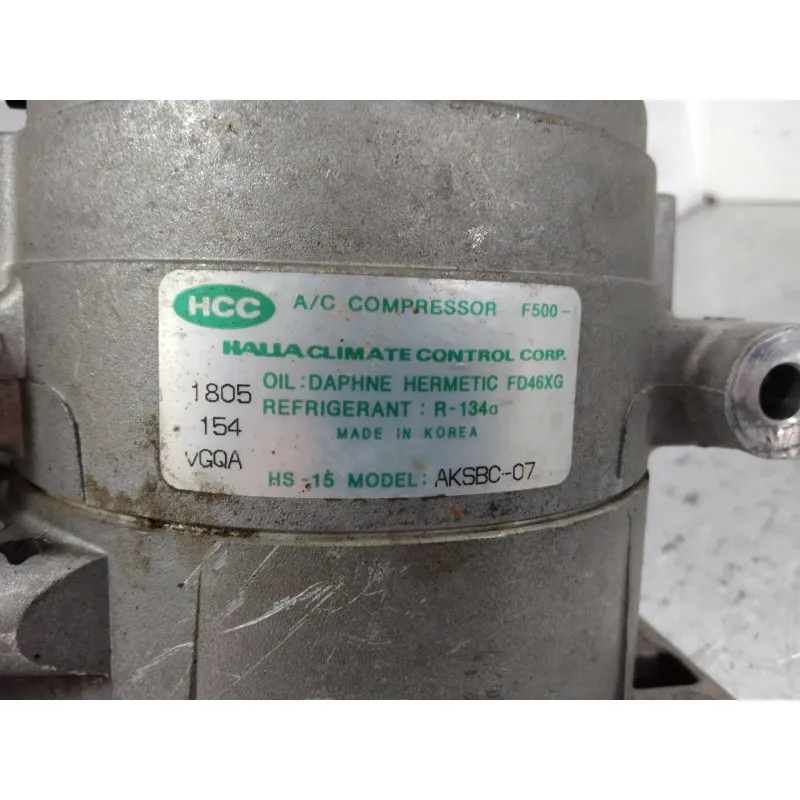 HCC A/C COMPRESSOR F500-
HALLA CLIMATE CONTROL CORP.
1805 OIL : DAPHNE HERMETIC FD46XG
REFRIGERANT : R-134a
154 MADE IN KOREA
vGQA HS-15 MODEL: AKSBC-07